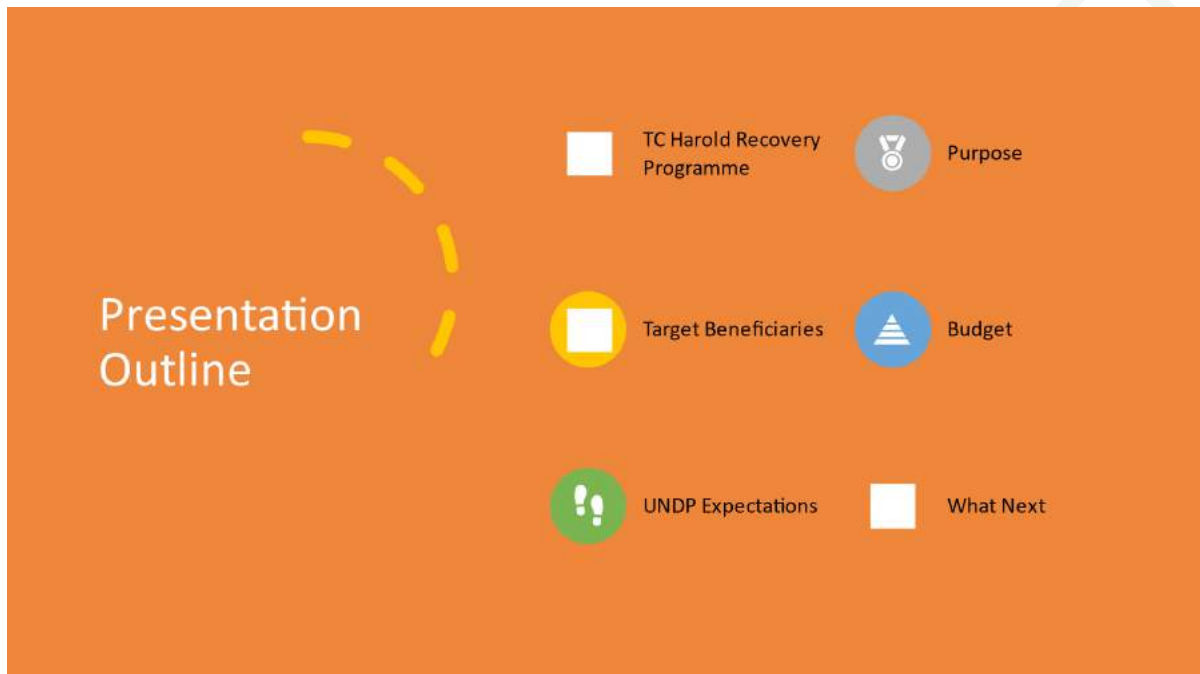 Presentation
Outline
TC Harold Recovery
Programme
Purpose
Target Beneficiaries
Budget
UNDP Expectations
What Next